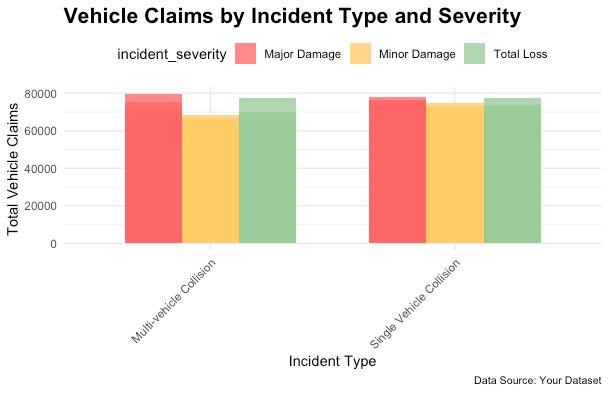 Vehicle Claims by Incident Type and Severity
incident_severity Major Damage Minor Damage Total Loss
Total Vehicle Claims
80000
60000
40000
20000
0
Multi-vehicle Collision
Single Vehicle Collision
Incident Type
Data Source: Your Dataset